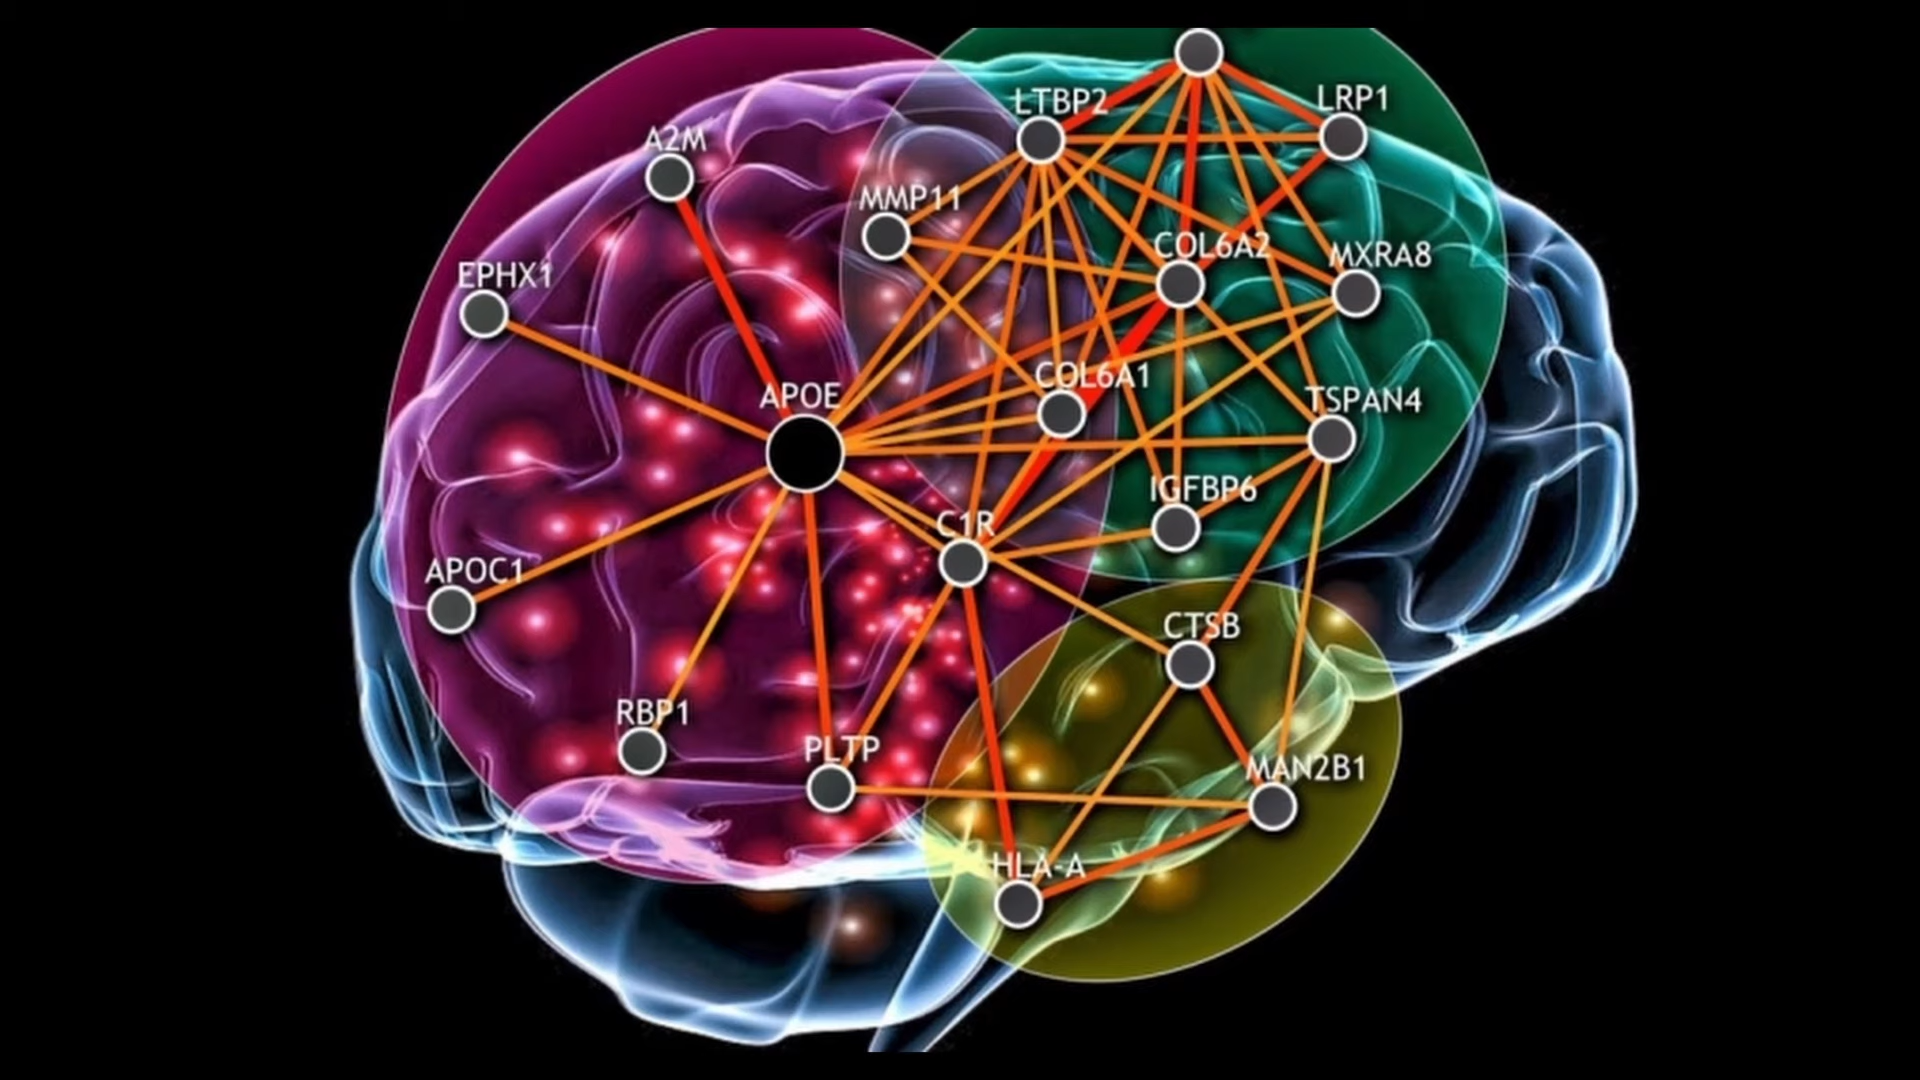 LTBP2
LRP1
A2M
MMP11
COL6A2
MXRA8
EPHX1
COL6A1
APOE
TSPAN4
IGFBP6
C1R
APOC1
CTSB
RBP1
PLTP
MAN2B1
HLA-A